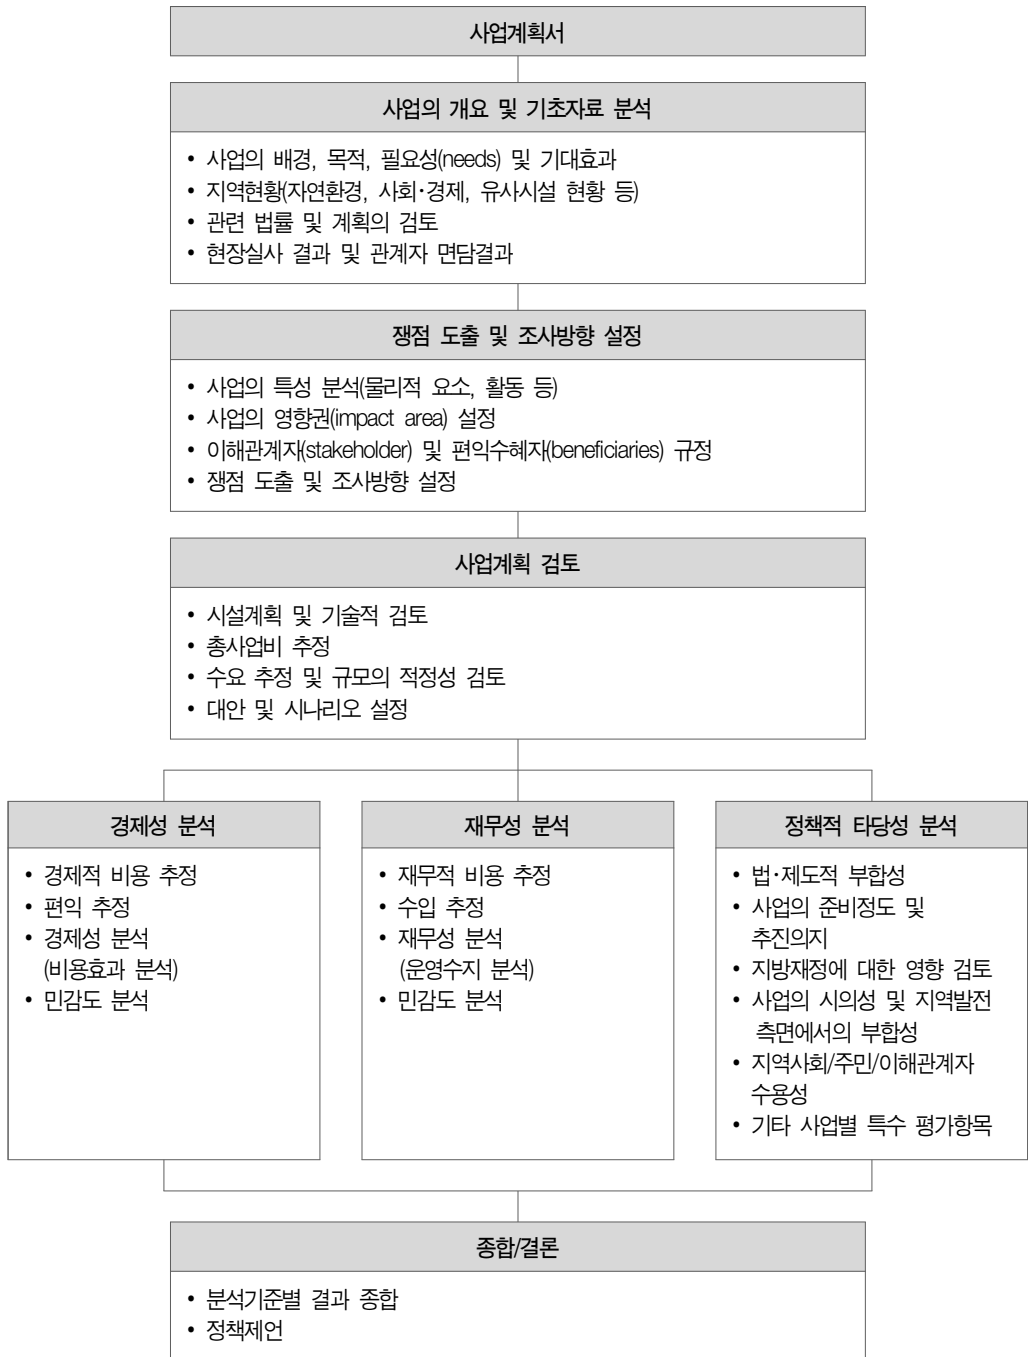 사업계획서
사업의 개요 및 기초자료 분석
• 사업의 배경, 목적, 필요성(needs) 및 기대효과
• 지역현황(자연환경, 사회·경제, 유사시설 현황 등)
• 관련 법률 및 계획의 검토
• 현장실사 결과 및 관계자 면담결과
쟁점 도출 및 조사방향 설정
• 사업의 특성 분석(물리적 요소, 활동 등)
• 사업의 영향권(impact area) 설정
• 이해관계자(stakeholder) 및 편익수혜자(beneficiaries) 규정
• 쟁점 도출 및 조사방향 설정
사업계획 검토
• 시설계획 및 기술적 검토
• 총사업비 추정
• 수요 추정 및 규모의 적정성 검토
• 대안 및 시나리오 설정
경제성 분석
• 경제적 비용 추정
• 편익 추정
• 경제성 분석
(비용효과 분석)
• 민감도 분석
재무성 분석
• 재무적 비용 추정
• 수입 추정
• 재무성 분석
(운영수지 분석)
• 민감도 분석
정책적 타당성 분석
• 법·제도적 부합성
• 사업의 준비정도 및
추진의지
• 지방재정에 대한 영향 검토
• 사업의 시의성 및 지역발전
측면에서의 부합성
• 지역사회/주민/이해관계자
수용성
• 기타 사업별 특수 평가항목
종합/결론
• 분석기준별 결과 종합
• 정책제언